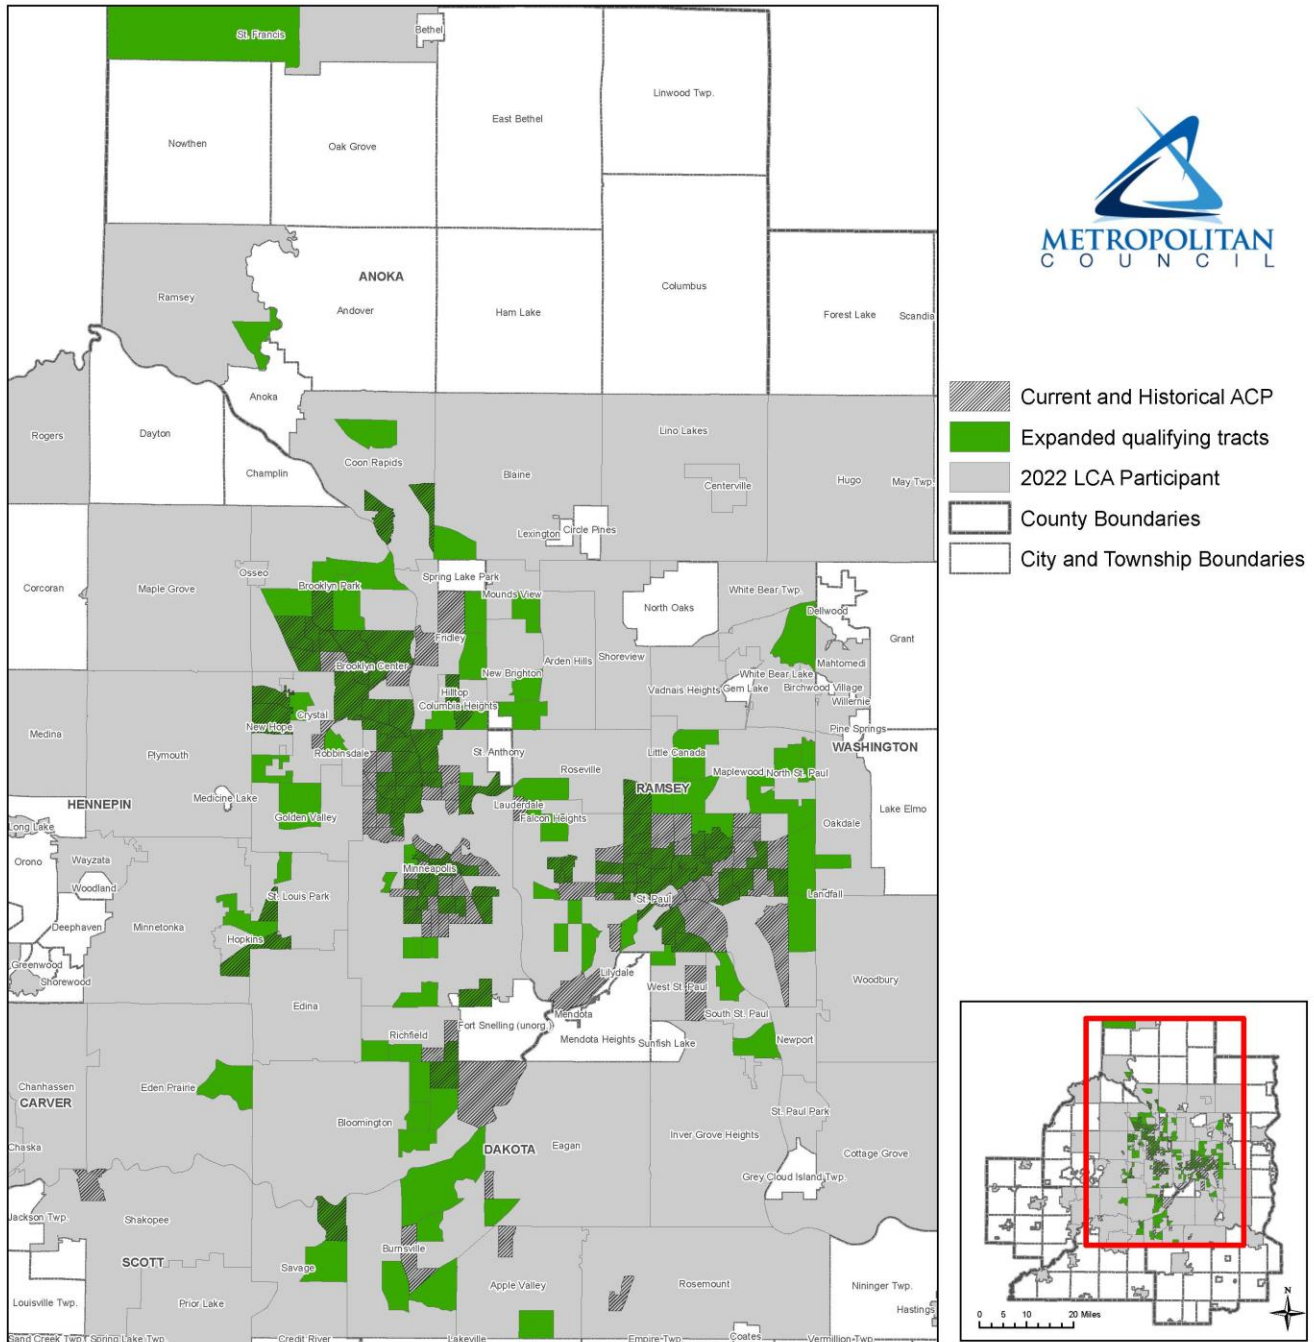 St. Francis
Bethel
Linwood Twp.
East Bethel
Nowthen
Oak Grove
ANOKA
Ramsey
Andover
Ham Lake
Columbus
Forest Lake
Scandia
Anoka
Rogers
Dayton
Champlin
Coon Rapids
Lino Lakes
Blaine
Centerville
Hugo
May Twp.
Lexington
Circle Pines
Corcoran
Maple Grove
Osseo
Brooklyn Park
Spring Lake Park
Mounds View
North Oaks
White Bear Twp.
Dellwood
Grant
Fridley
Brooklyn Center
New Brighton
Arden Hills
Shoreview
Mahtomedi
White Bear Lake
Vadnais Heights
Gem Lake
Birchwood Village
Willernie
Hilltop
Columbia Heights
Crystal
New Hope
Medina
Plymouth
Robbinsdale
St. Anthony
Little Canada
Pine Springs
WASHINGTON
Roseville
Maplewood
North St. Paul
RAMSEY
Medicine Lake
HENNEPIN
Long Lake
Golden Valley
Lauderdale
Falcon Heights
Lake Elmo
Oakdale
Orono
Wayzata
Woodland
Minneapolis
St. Louis Park
St. Paul
Landfall
Deephaven
Minnetonka
Hopkins
Greenwood
Shorewood
Lilydale
West St. Paul
Woodbury
Edina
Richfield
Fort Snelling (unorg.)
Mendota
Mendota Heights
Sunfish Lake
South St. Paul
Newport
Chanhassen
CARVER
Eden Prairie
Bloomington
St. Paul Park
Chaska
DAKOTA
Eagan
Inver Grove Heights
Cottage Grove
Grey Cloud Island Twp.
Jackson Twp.
Shakopee
SCOTT
Savage
Burnsville
Apple Valley
Rosemount
Nininger Twp.
Louisville Twp.
Prior Lake
Hastings
Sand Creek Twp.
Spring Lake Twp.
Credit River
Lakeville
Empire Twp.
Coates
Vermillion Twp.
METROPOLITAN
COUNCIL
Current and Historical ACP
Expanded qualifying tracts
2022 LCA Participant
County Boundaries
City and Township Boundaries
N
0 5 10 20 Miles